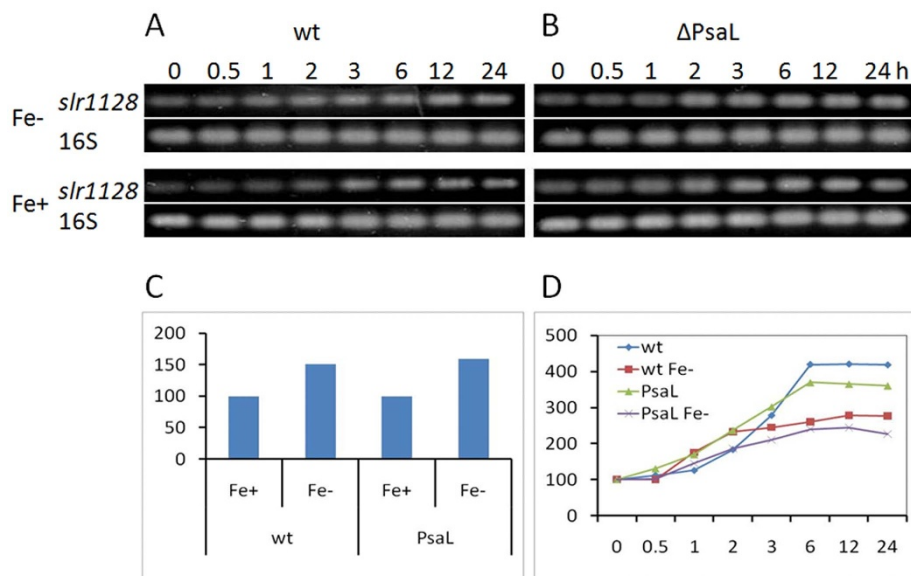 A
B
wt
ΔPsaL
0 0.5 1 2 3 6 12 24
0 0.5 1 2 3 6 12 24 h
Fe-
slr1128
16S
Fe+
slr1128
16S
C
D
200
150
100
50
0
Fe+ Fe- Fe+ Fe-
wt PsaL
500
400
300
200
100
0
wt
wt Fe-
PsaL
PsaL Fe-
0 0.5 1 2 3 6 12 24